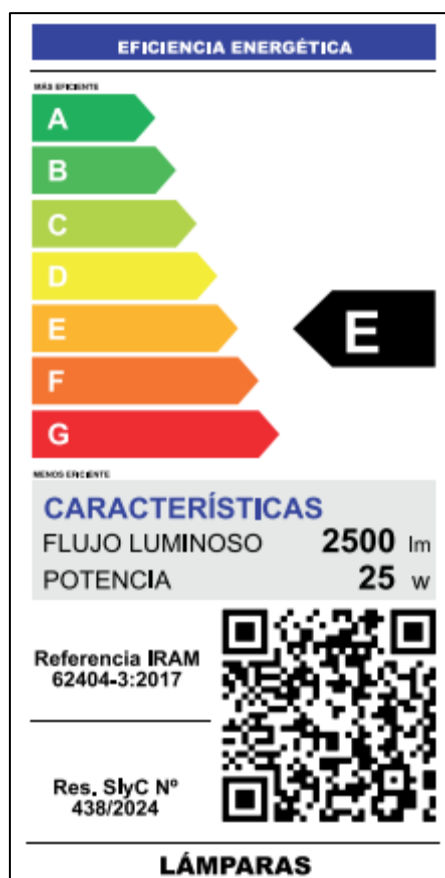 EFICIENCIA ENERGÉTICA
MÁS EFICIENTE
A
B
C
D
E
E
F
G
MENOS EFICIENTE
CARACTERÍSTICAS
FLUJO LUMINOSO 2500 lm
POTENCIA 25 w
Referencia IRAM
62404-3:2017
Res. SIyC Nº
438/2024
LÁMPARAS